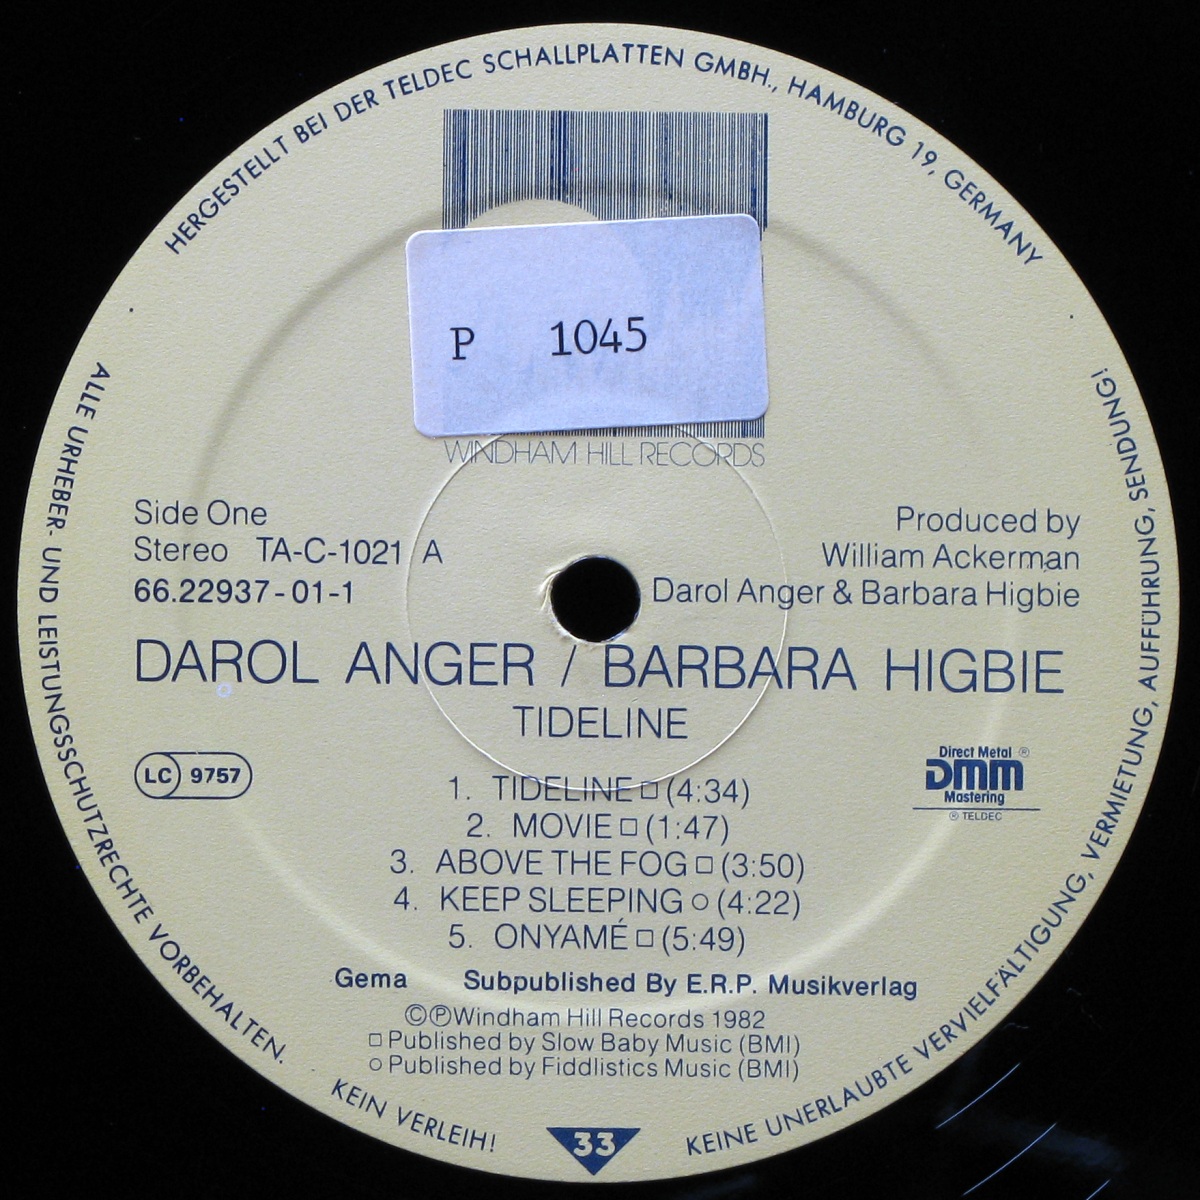 HERGESTELLT BEI DER TELDEC SCHALLPLATTEN GMBH., HAMBURG 19, GERMANY
P 1045
WINDHAM HILL RECORDS
Side One
Stereo TA-C-1021 A
66.22937-01-1
Produced by
William Ackerman
Darol Anger & Barbara Higbie
DAROL ANGER / BARBARA HIGBIE
TIDELINE
LC 9757
Direct Metal ®
DMM
Mastering
® TELDEC
1. TIDELINE □ (4:34)
2. MOVIE □ (1:47)
3. ABOVE THE FOG □ (3:50)
4. KEEP SLEEPING ○ (4:22)
5. ONYAMÉ □ (5:49)
Gema Subpublished By E.R.P. Musikverlag
©℗Windham Hill Records 1982
□ Published by Slow Baby Music (BMI)
○ Published by Fiddlistics Music (BMI)
ALLE URHEBER- UND LEISTUNGSSCHUTZRECHTE VORBEHALTEN.
KEIN VERLEIH!
33
KEINE UNERLAUBTE VERVIELFÄLTIGUNG, VERMIETUNG, AUFFÜHRUNG, SENDUNG!